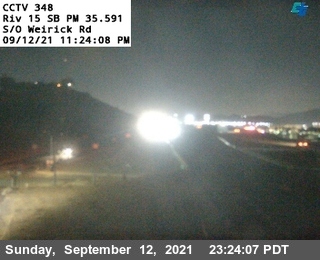 CCTV 348
Riv 15 SB PM 35.591
S/O Weirick Rd
09/12/21 11:24:08 PM
Sunday, September 12, 2021 23:24:07 PDT